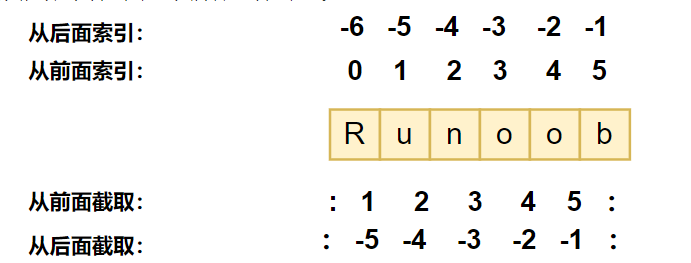 从后面索引： -6 -5 -4 -3 -2 -1
从前面索引： 0 1 2 3 4 5
R u n o o b
从前面截取： : 1 2 3 4 5 :
从后面截取： : -5 -4 -3 -2 -1 :